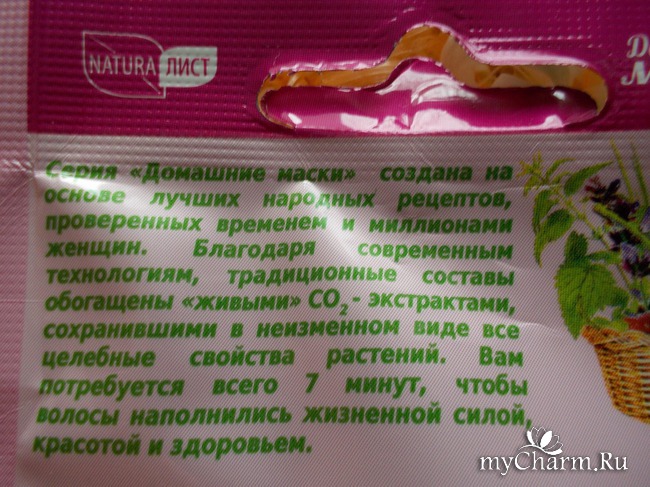 NATURA ЛИСТ
Серия «Домашние маски» создана на
основе лучших народных рецептов,
проверенных временем и миллионами
женщин. Благодаря современным
технологиям, традиционные составы
обогащены «живыми» CO2- экстрактами,
сохранившими в неизменном виде все
целебные свойства растений. Вам
потребуется всего 7 минут, чтобы
волосы наполнились жизненной силой,
красотой и здоровьем.
myCharm.Ru